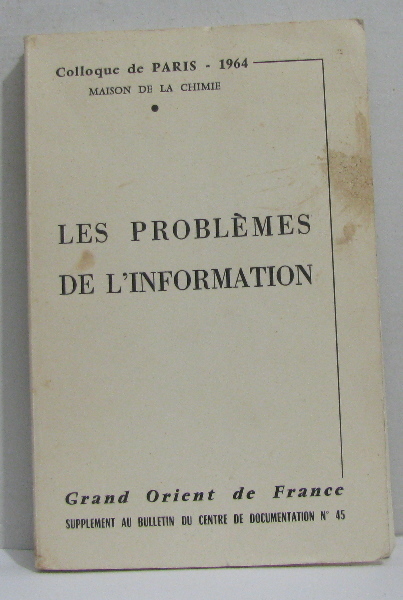 Colloque de PARIS - 1964
MAISON DE LA CHIMIE
LES PROBLÈMES
DE L'INFORMATION
Grand Orient de France
SUPPLEMENT AU BULLETIN DU CENTRE DE DOCUMENTATION N° 45